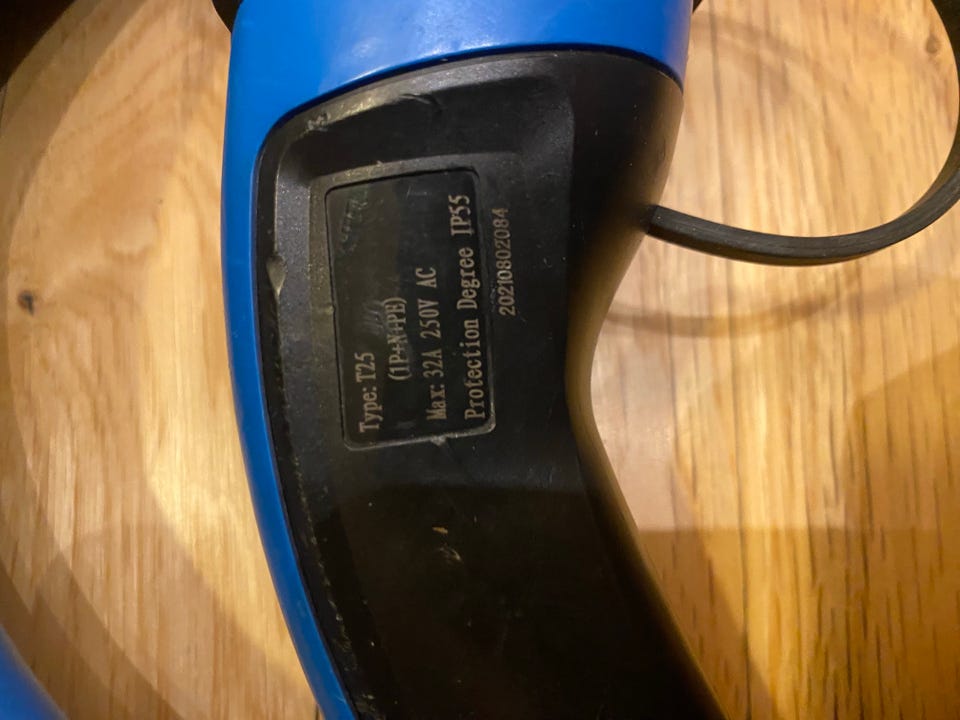 Type: T25
(1P+N+PE)
Max: 32A 250V AC
Protection Degree IP55
20210802084